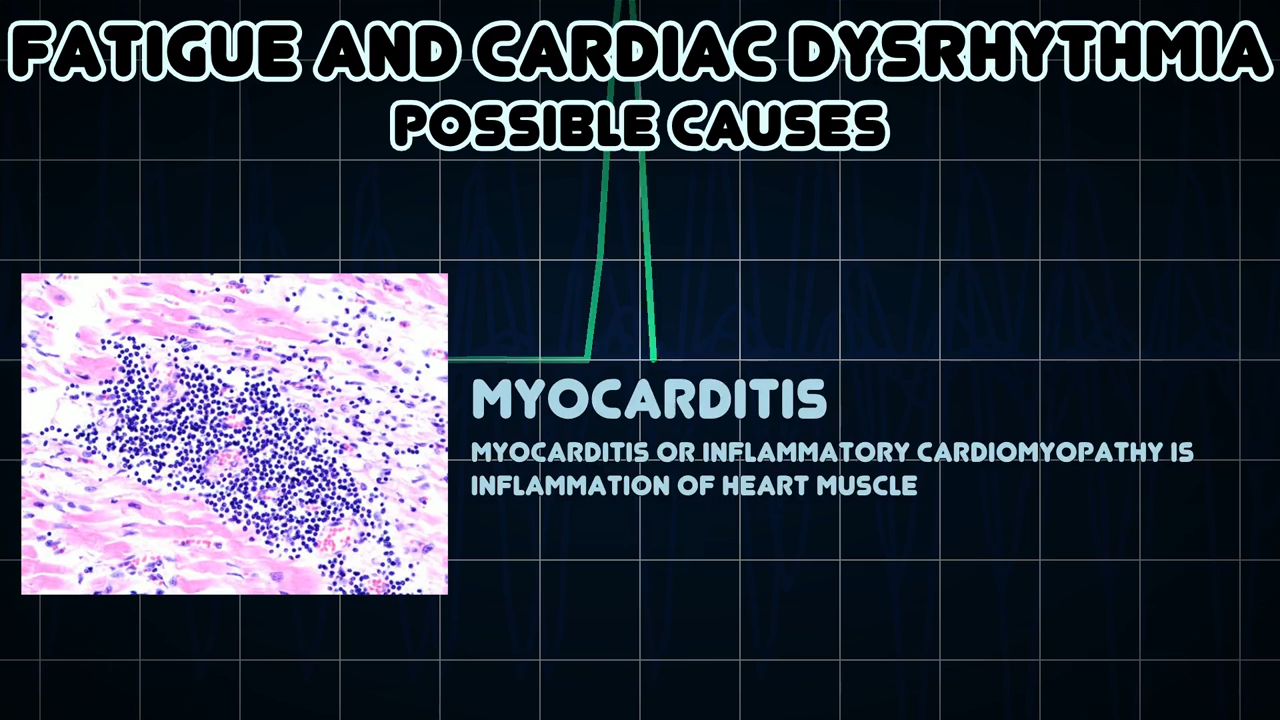 FATIGUE AND CARDIAC DYSRHYTHMIA
POSSIBLE CAUSES
MYOCARDITIS
MYOCARDITIS OR INFLAMMATORY CARDIOMYOPATHY IS
INFLAMMATION OF HEART MUSCLE